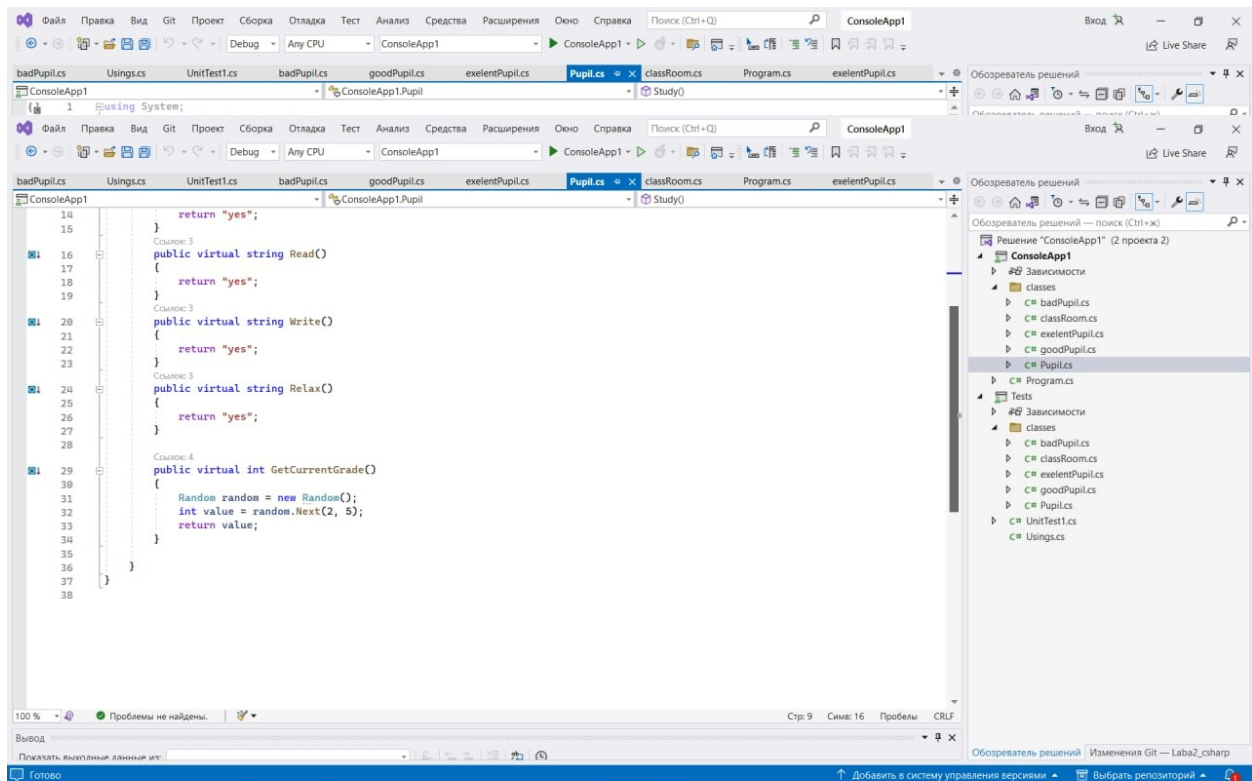 Файл Правка Вид Git Проект Сборка Отладка Тест Анализ Средства Расширения Окно Справка Поиск (Ctrl+Q) ConsoleApp1 Вход
Debug Any CPU ConsoleApp1 ConsoleApp1 Live Share
badPupil.cs Usings.cs UnitTest1.cs badPupil.cs goodPupil.cs exelentPupil.cs Pupil.cs classRoom.cs Program.cs exelentPupil.cs
Обозреватель решений
ConsoleApp1 ConsoleApp1.Pupil Study()
1 using System;
Файл Правка Вид Git Проект Сборка Отладка Тест Анализ Средства Расширения Окно Справка Поиск (Ctrl+Q) ConsoleApp1 Вход
Debug Any CPU ConsoleApp1 ConsoleApp1 Live Share
badPupil.cs Usings.cs UnitTest1.cs badPupil.cs goodPupil.cs exelentPupil.cs Pupil.cs classRoom.cs Program.cs exelentPupil.cs
ConsoleApp1 ConsoleApp1.Pupil Study()
14 return "yes";
15 }
Ссылок: 3
16 public virtual string Read()
17 {
18 return "yes";
19 }
Ссылок: 3
20 public virtual string Write()
21 {
22 return "yes";
23 }
Ссылок: 3
24 public virtual string Relax()
25 {
26 return "yes";
27 }
28
Ссылок: 4
29 public virtual int GetCurrentGrade()
30 {
31 Random random = new Random();
32 int value = random.Next(2, 5);
33 return value;
34 }
35
36 }
37 }
38
100 % Проблемы не найдены. Стр: 9 Симв: 16 Пробелы CRLF
Вывод
Показать выходные данные из:
Обозреватель решений
Обозреватель решений — поиск (Ctrl+ж)
Решение "ConsoleApp1" (2 проекта 2)
ConsoleApp1
Зависимости
classes
C# badPupil.cs
C# classRoom.cs
C# exelentPupil.cs
C# goodPupil.cs
C# Pupil.cs
C# Program.cs
Tests
Зависимости
classes
C# badPupil.cs
C# classRoom.cs
C# exelentPupil.cs
C# goodPupil.cs
C# Pupil.cs
C# UnitTest1.cs
C# Usings.cs
Обозреватель решений Изменения Git — Laba2_csharp
Готово Добавить в систему управления версиями Выбрать репозиторий 1